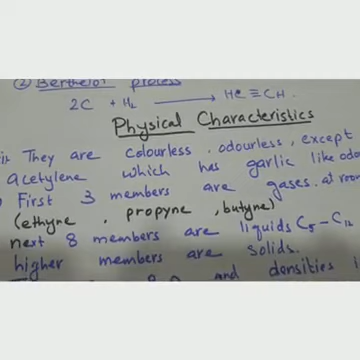 ② Berthelot process
2C + H₂ ⟶ HC ≡ CH.
Physical Characteristics
They are colourless, odourless, except
acetylene which has garlic like odo
First 3 members are gases. at room
(ethyne, propyne, butyne)
next 8 members are liquids C₅ – C₁₂
higher members are solids.
and densities i